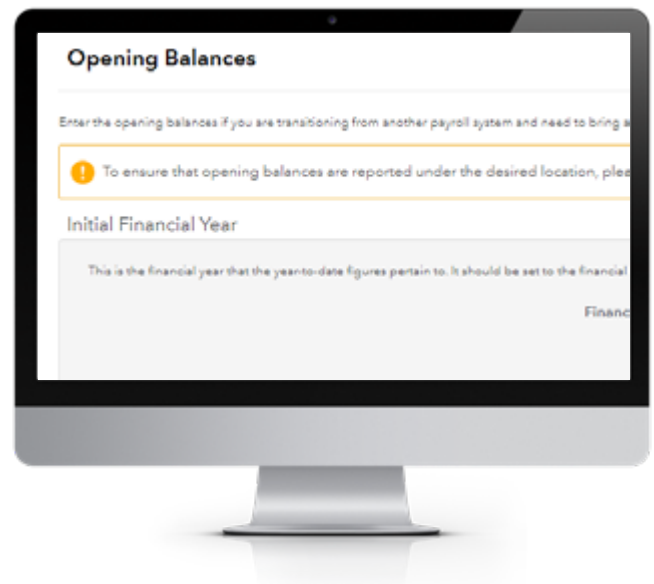 Opening Balances
Enter the opening balances if you are transitioning from another payroll system and need to bring a
! To ensure that opening balances are reported under the desired location, plea
Initial Financial Year
This is the financial year that the year-to-date figures pertain to. It should be set to the financial
Financ